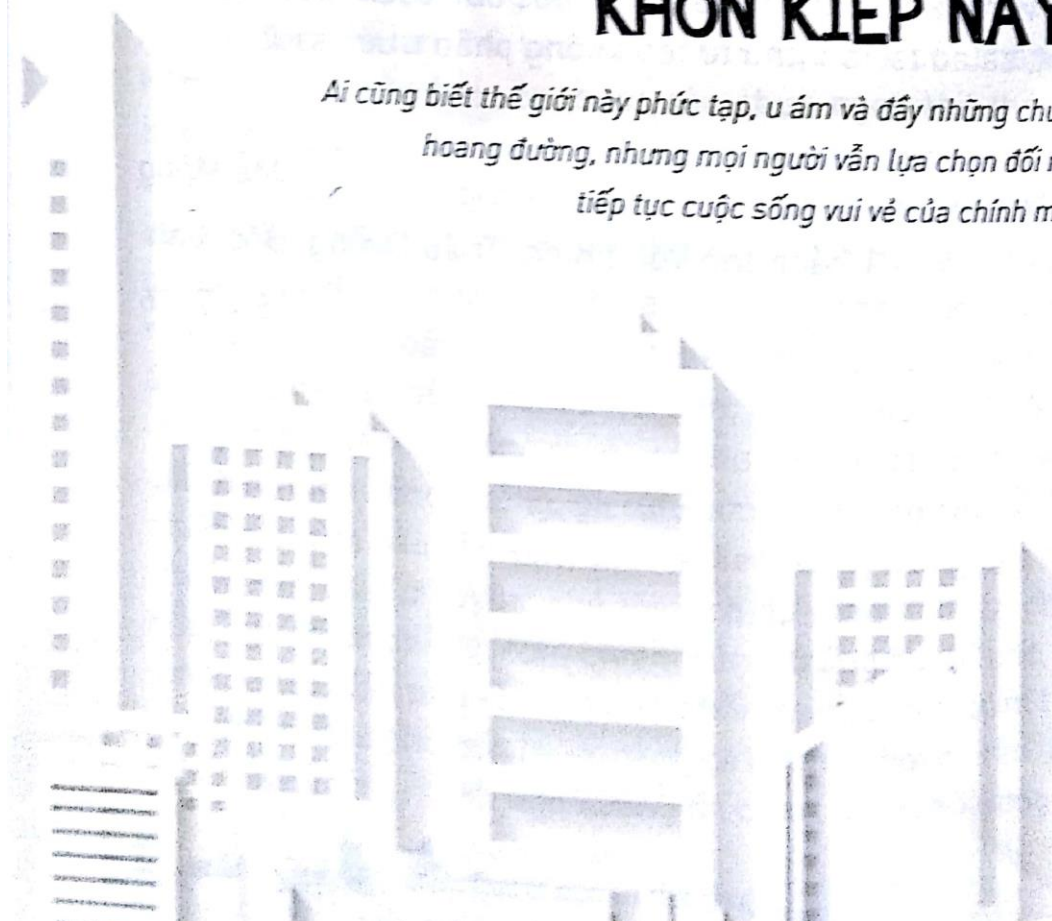 KHỐN KIẾP NÀY
Ai cũng biết thế giới này phức tạp, u ám và đầy những
hoang đường, nhưng mọi người vẫn lựa chọn đối
tiếp tục cuộc sống vui vẻ của chính